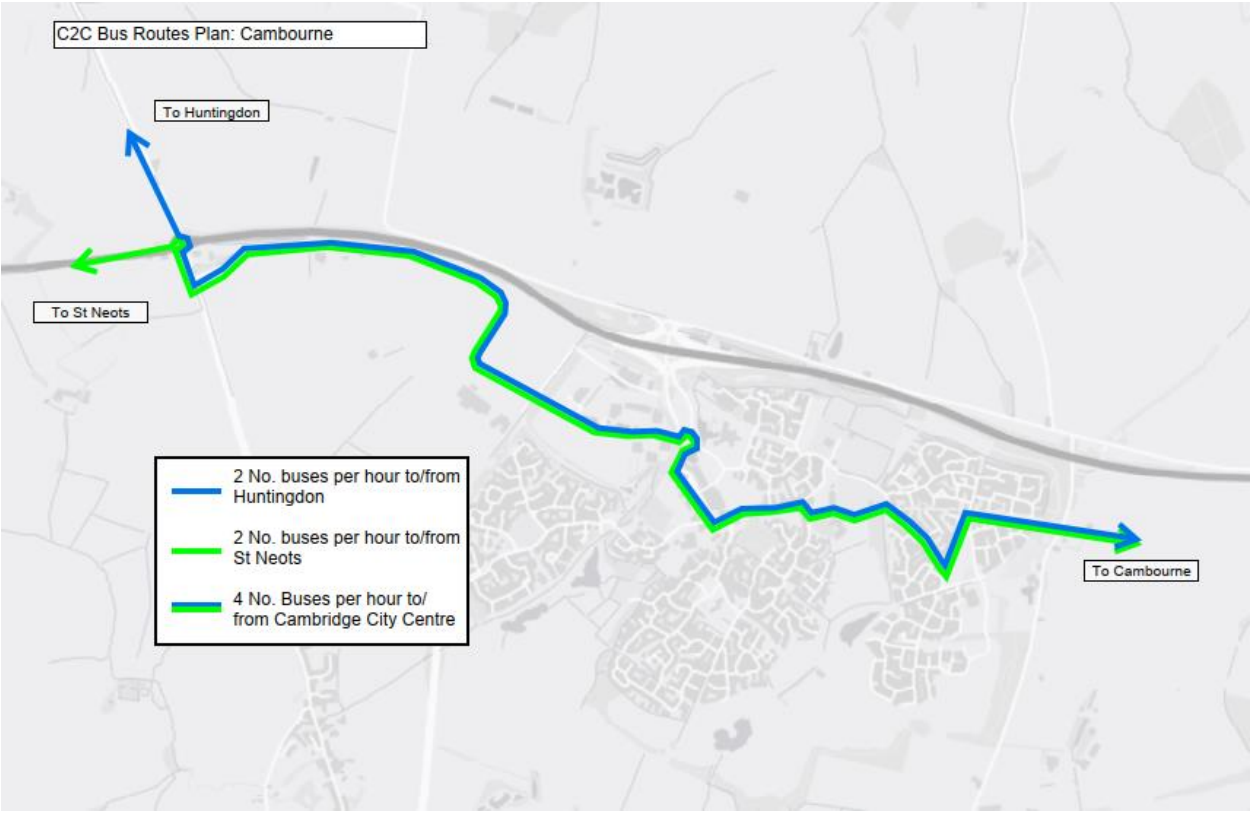 C2C Bus Routes Plan: Cambourne
To Huntingdon
To St Neots
2 No. buses per hour to/from
Huntingdon
2 No. buses per hour to/from
St Neots
4 No. Buses per hour to/
from Cambridge City Centre
To Cambourne